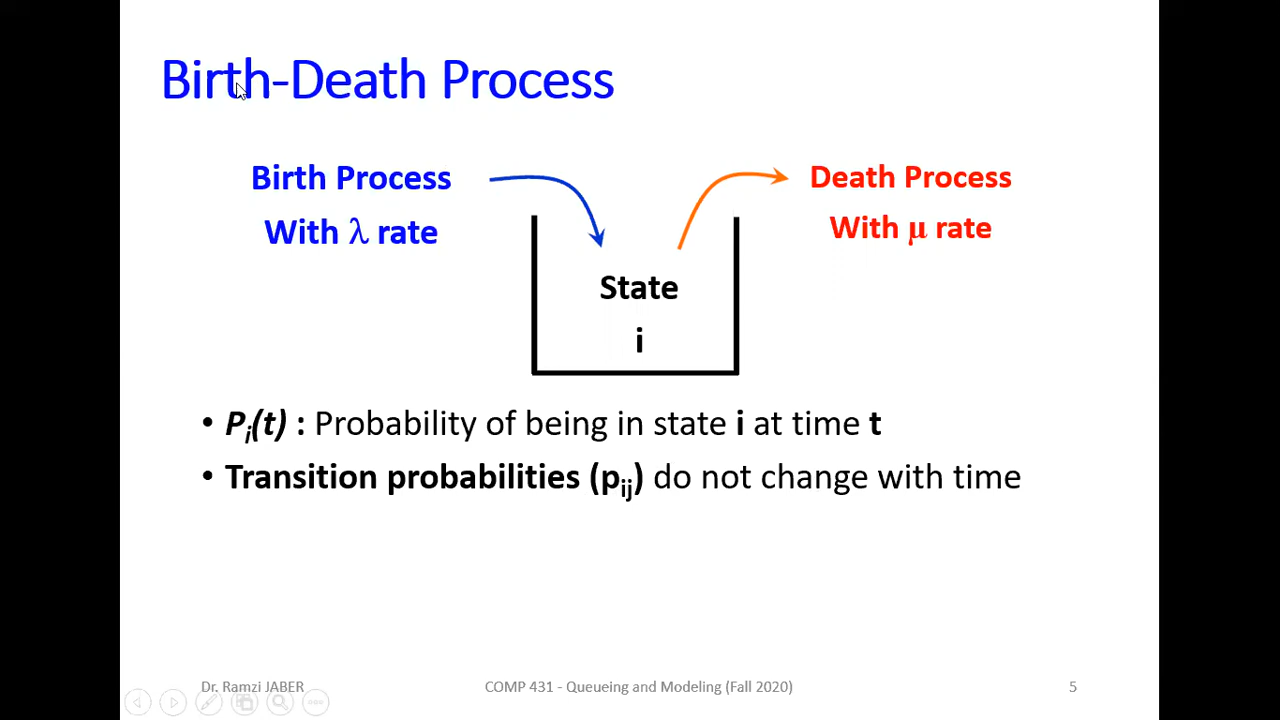 Birth-Death Process
Birth Process
With λ rate
Death Process
With μ rate
State
i
• Pi(t) : Probability of being in state i at time t
• Transition probabilities (pij) do not change with time
Dr. Ramzi JABER
COMP 431 - Queueing and Modeling (Fall 2020)
5